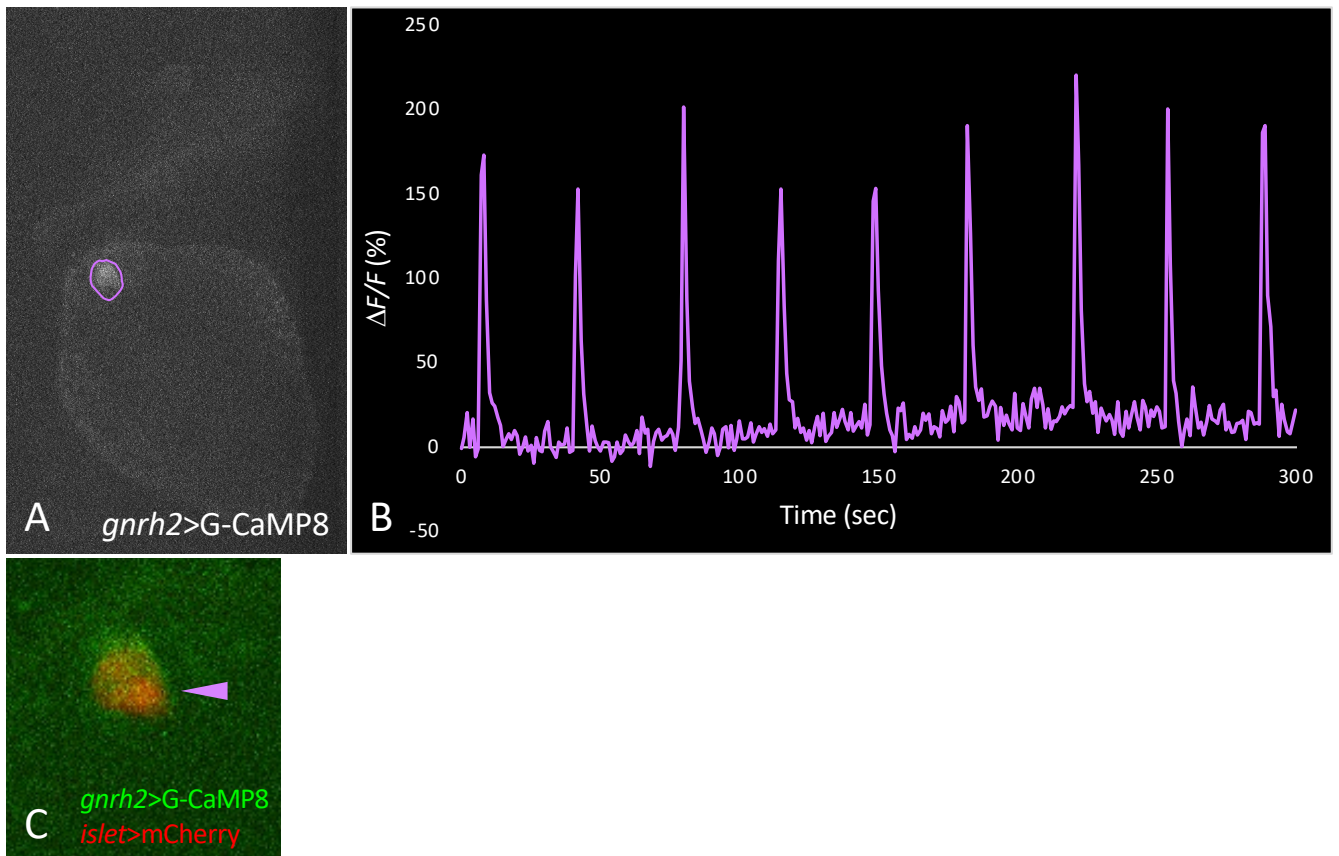 A
gnrh2>G-CaMP8
250
200
150
100
50
0
-50
ΔF/F (%)
0 50 100 150 200 250 300
Time (sec)
B
gnrh2>G-CaMP8
islet>mCherry
C